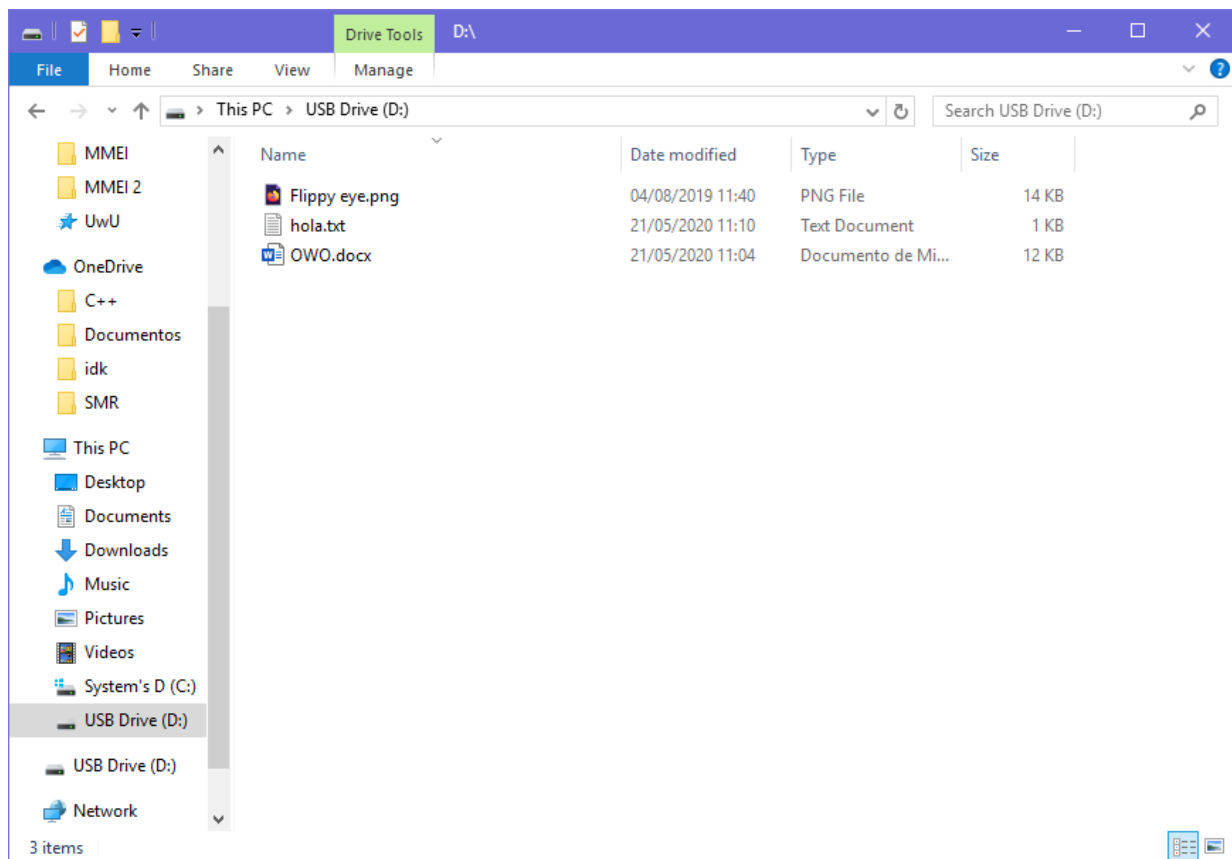 Drive Tools D:\
File Home Share View Manage
This PC > USB Drive (D:) Search USB Drive (D:)
MMEI
MMEI 2
UwU
OneDrive
C++
Documentos
idk
SMR
This PC
Desktop
Documents
Downloads
Music
Pictures
Videos
System's D (C:)
USB Drive (D:)
USB Drive (D:)
Network
Name Date modified Type Size
Flippy eye.png 04/08/2019 11:40 PNG File 14 KB
hola.txt 21/05/2020 11:10 Text Document 1 KB
OWO.docx 21/05/2020 11:04 Documento de Mi... 12 KB
3 items